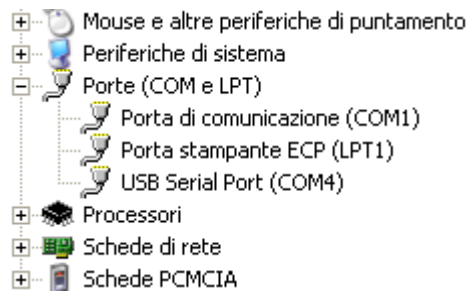 Mouse e altre periferiche di puntamento
Periferiche di sistema
Porte (COM e LPT)
Porta di comunicazione (COM1)
Porta stampante ECP (LPT1)
USB Serial Port (COM4)
Processori
Schede di rete
Schede PCMCIA